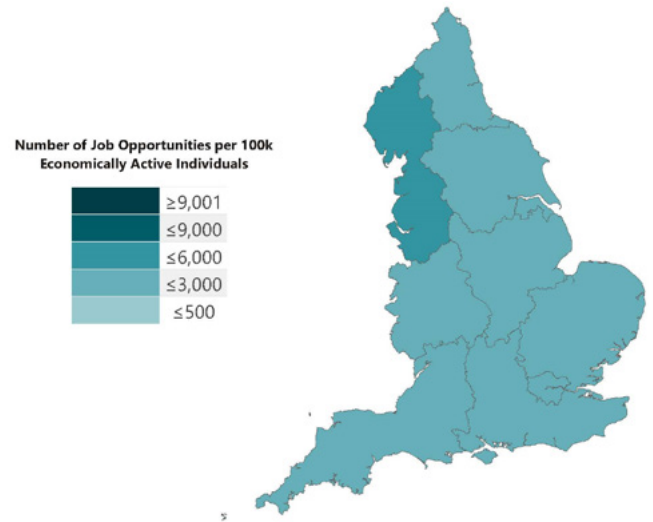 Number of Job Opportunities per 100k
Economically Active Individuals
≥9,001
≤9,000
≤6,000
≤3,000
≤500